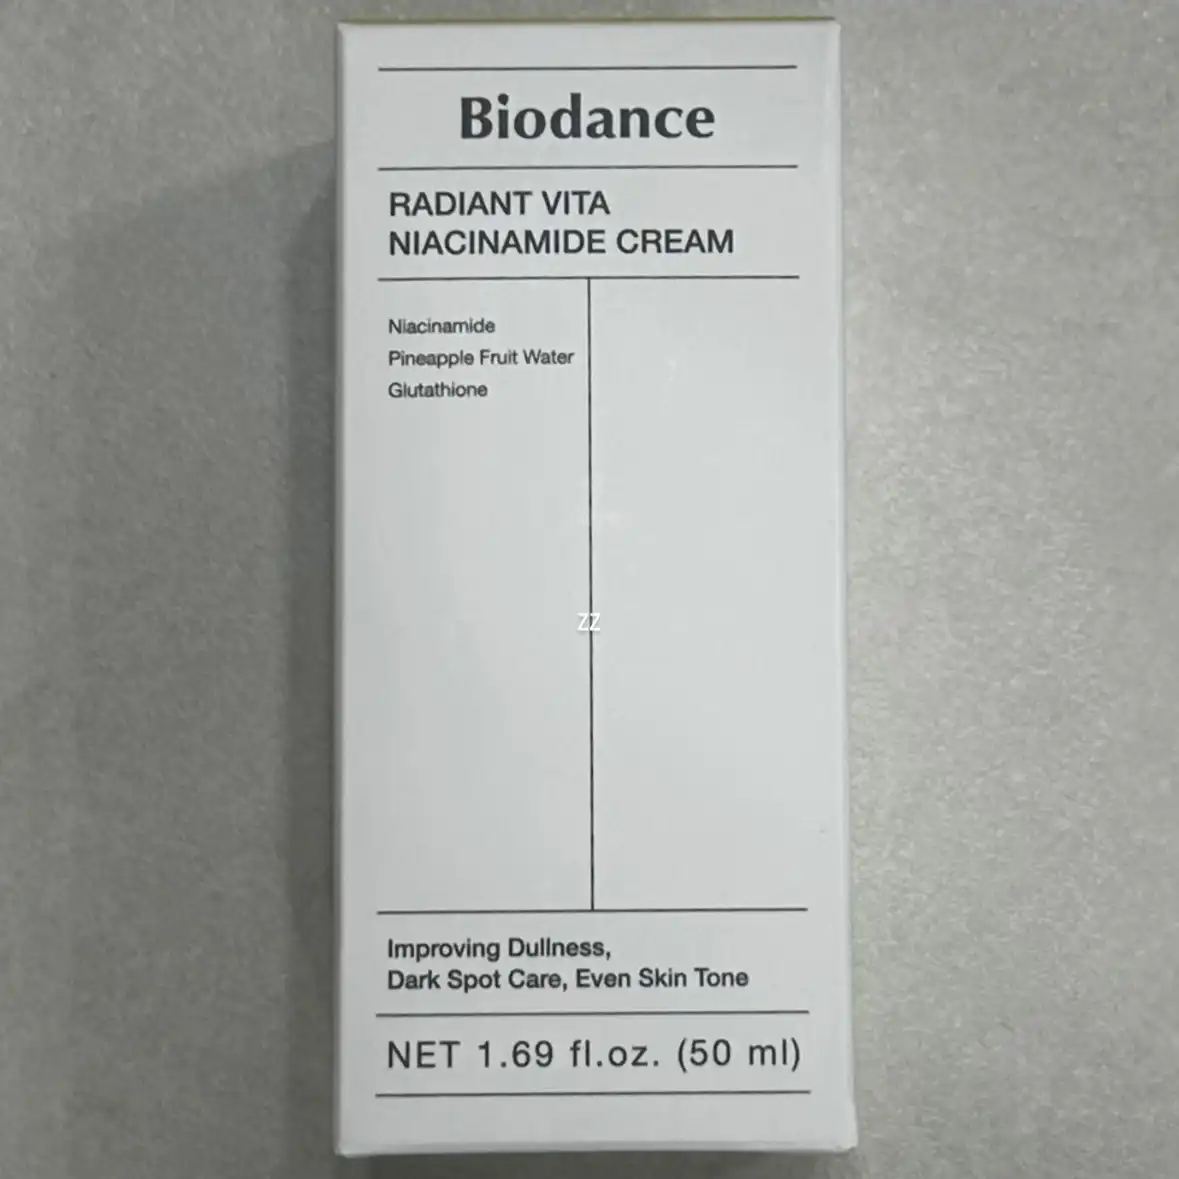 Biodance
RADIANT VITA
NIACINAMIDE CREAM
Niacinamide
Pineapple Fruit Water
Glutathione
ZZ
Improving Dullness,
Dark Spot Care, Even Skin Tone
NET 1.69 fl.oz. (50 ml)